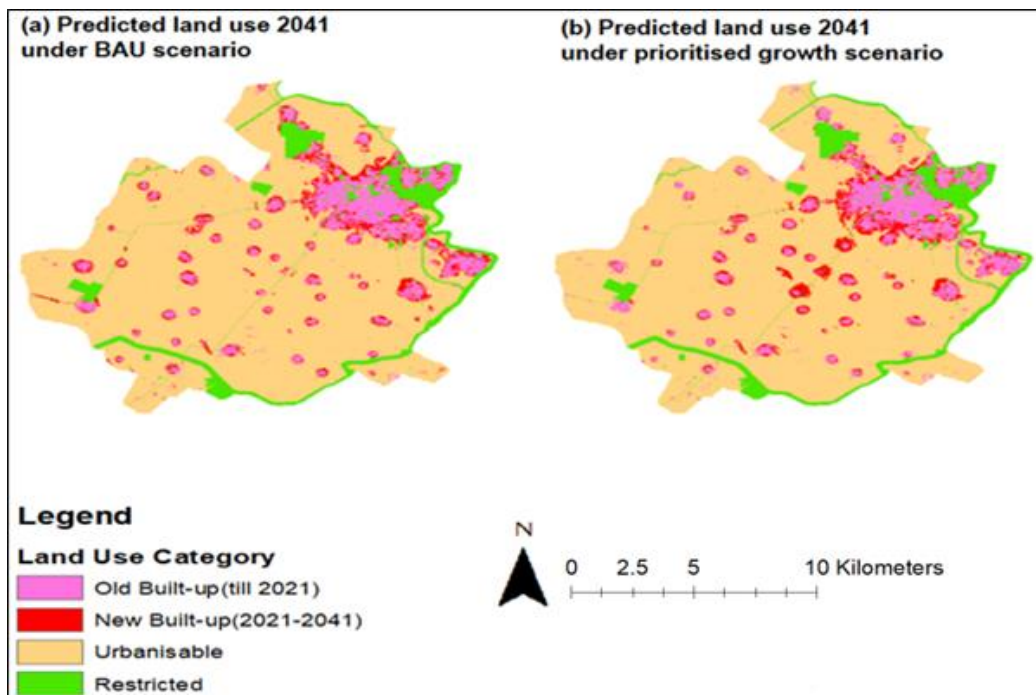 (a) Predicted land use 2041
under BAU scenario
(b) Predicted land use 2041
under prioritised growth scenario
Legend
Land Use Category
Old Built-up(till 2021)
New Built-up(2021-2041)
Urbanisable
Restricted
N
0 2.5 5 10 Kilometers